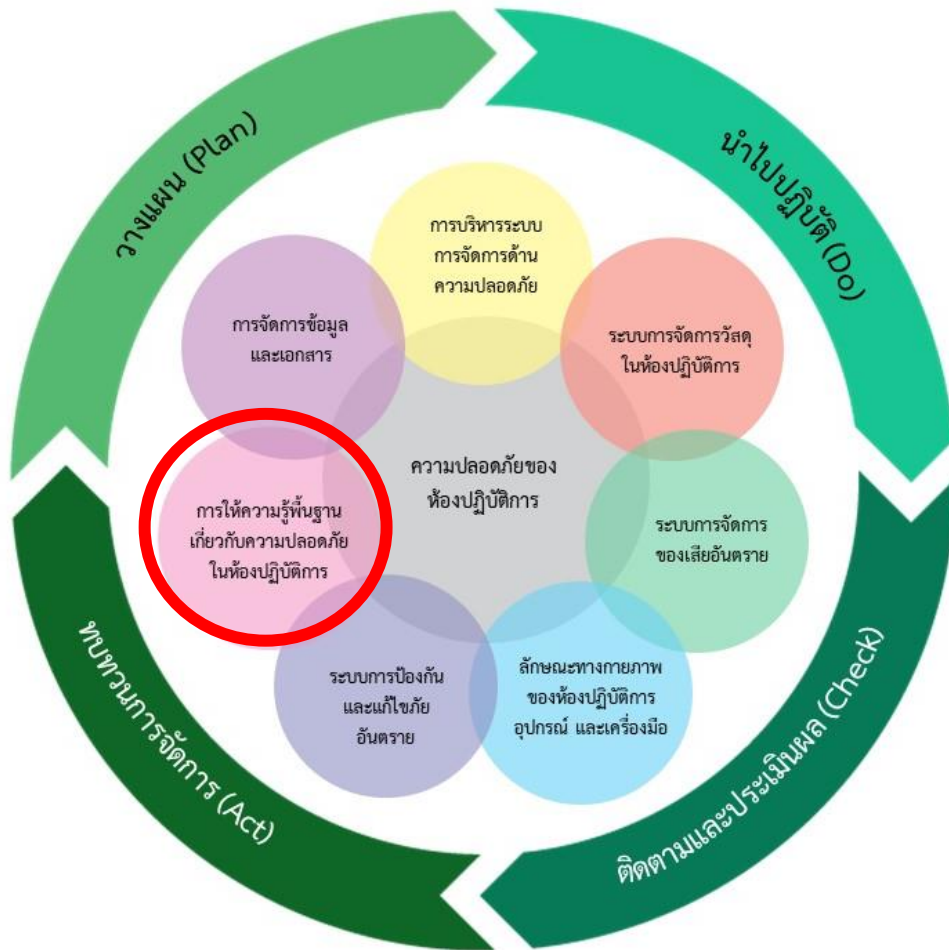 วางแผน (Plan)
นำไปปฏิบัติ (Do)
ติดตามและประเมินผล (Check)
ทบทวนการจัดการ (Act)
การบริหารระบบ
การจัดการด้าน
ความปลอดภัย
ระบบการจัดการวัสดุ
ในห้องปฏิบัติการ
ระบบการจัดการ
ของเสียอันตราย
ลักษณะทางกายภาพ
ของห้องปฏิบัติการ
อุปกรณ์ และเครื่องมือ
ระบบการป้องกัน
และแก้ไขภัย
อันตราย
การให้ความรู้พื้นฐาน
เกี่ยวกับความปลอดภัย
ในห้องปฏิบัติการ
การจัดการข้อมูล
และเอกสาร
ความปลอดภัยของ
ห้องปฏิบัติการ